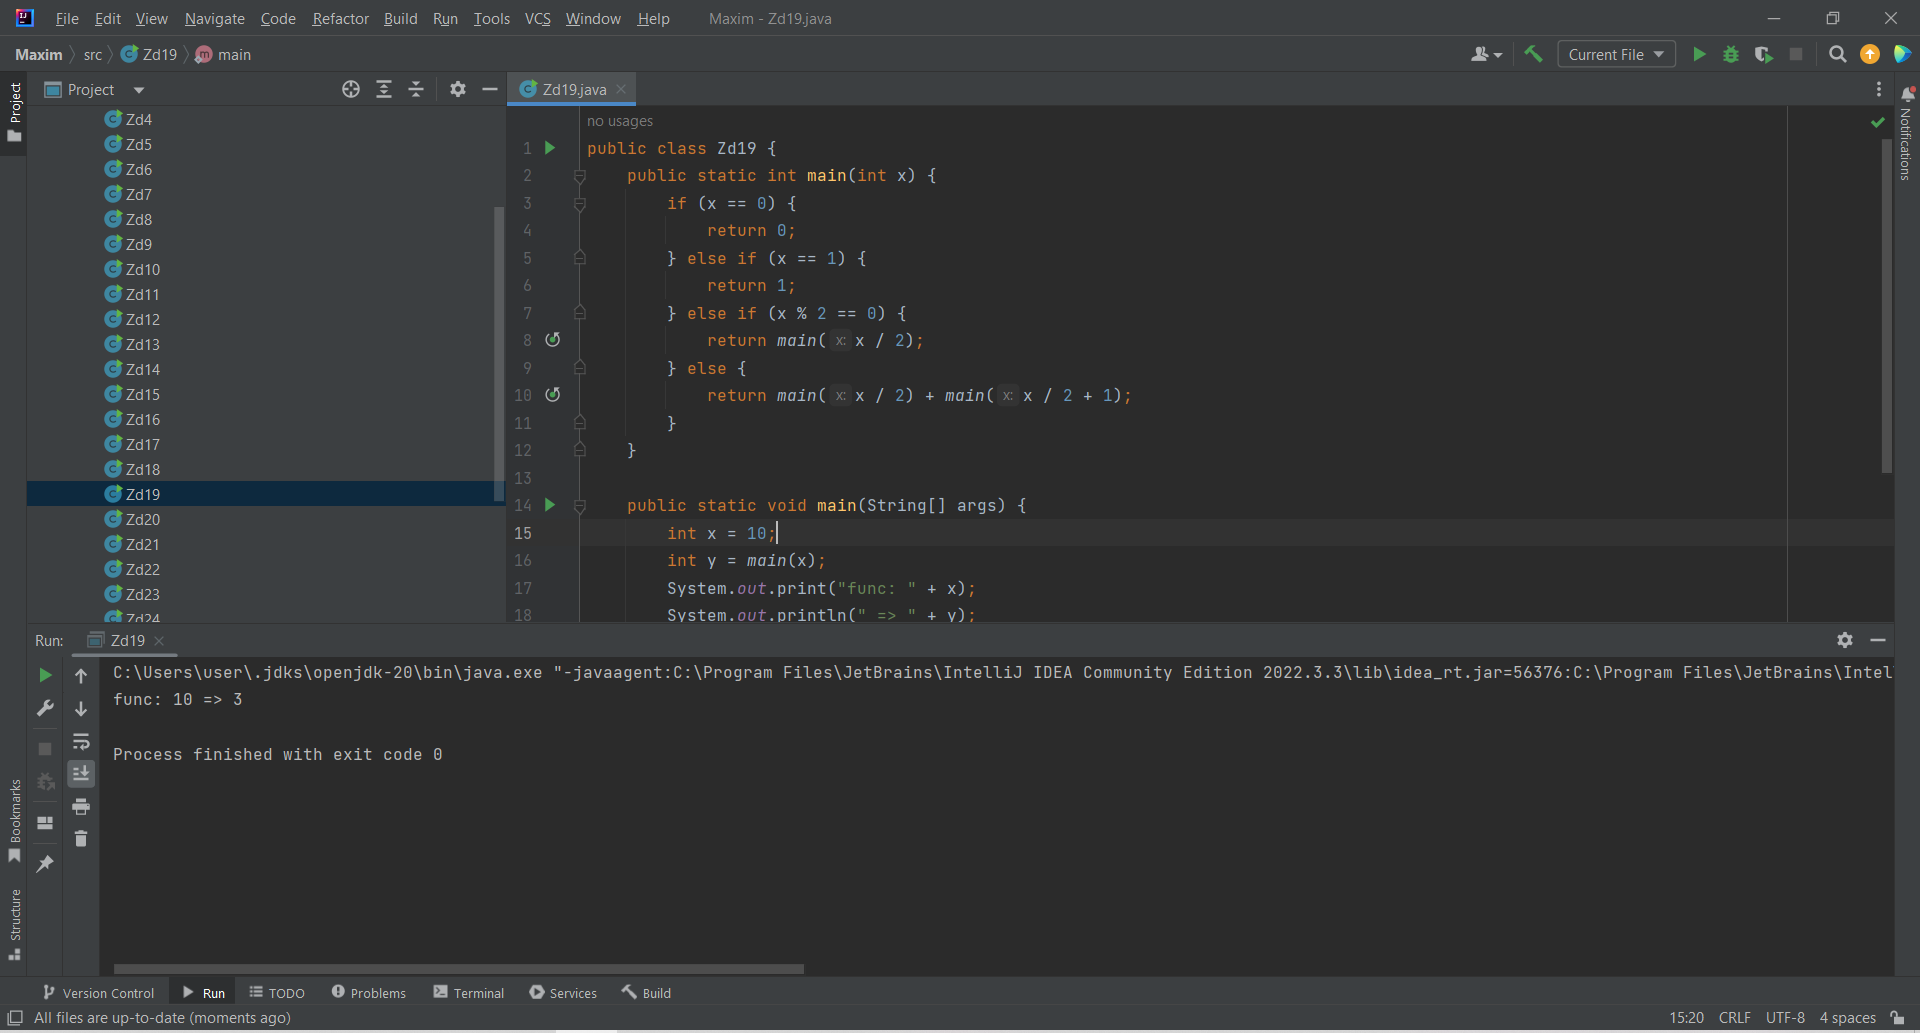 File Edit View Navigate Code Refactor Build Run Tools VCS Window Help Maxim - Zd19.java
Maxim src Zd19 main
Current File
Project
Project
Zd4
Zd5
Zd6
Zd7
Zd8
Zd9
Zd10
Zd11
Zd12
Zd13
Zd14
Zd15
Zd16
Zd17
Zd18
Zd19
Zd20
Zd21
Zd22
Zd23
Zd24
Zd19.java
no usages
1 public class Zd19 {
2 public static int main(int x) {
3 if (x == 0) {
4 return 0;
5 } else if (x == 1) {
6 return 1;
7 } else if (x % 2 == 0) {
8 return main( x: x / 2);
9 } else {
10 return main( x: x / 2) + main( x: x / 2 + 1);
11 }
12 }
13
14 public static void main(String[] args) {
15 int x = 10;
16 int y = main(x);
17 System.out.print("func: " + x);
18 System.out.println(" => " + y);
Notifications
Run: Zd19
C:\Users\user\.jdks\openjdk-20\bin\java.exe "-javaagent:C:\Program Files\JetBrains\IntelliJ IDEA Community Edition 2022.3.3\lib\idea_rt.jar=56376:C:\Program Files\JetBrains\Intel
func: 10 => 3
Process finished with exit code 0
Bookmarks
Structure
Version Control Run TODO Problems Terminal Services Build
All files are up-to-date (moments ago) 15:20 CRLF UTF-8 4 spaces